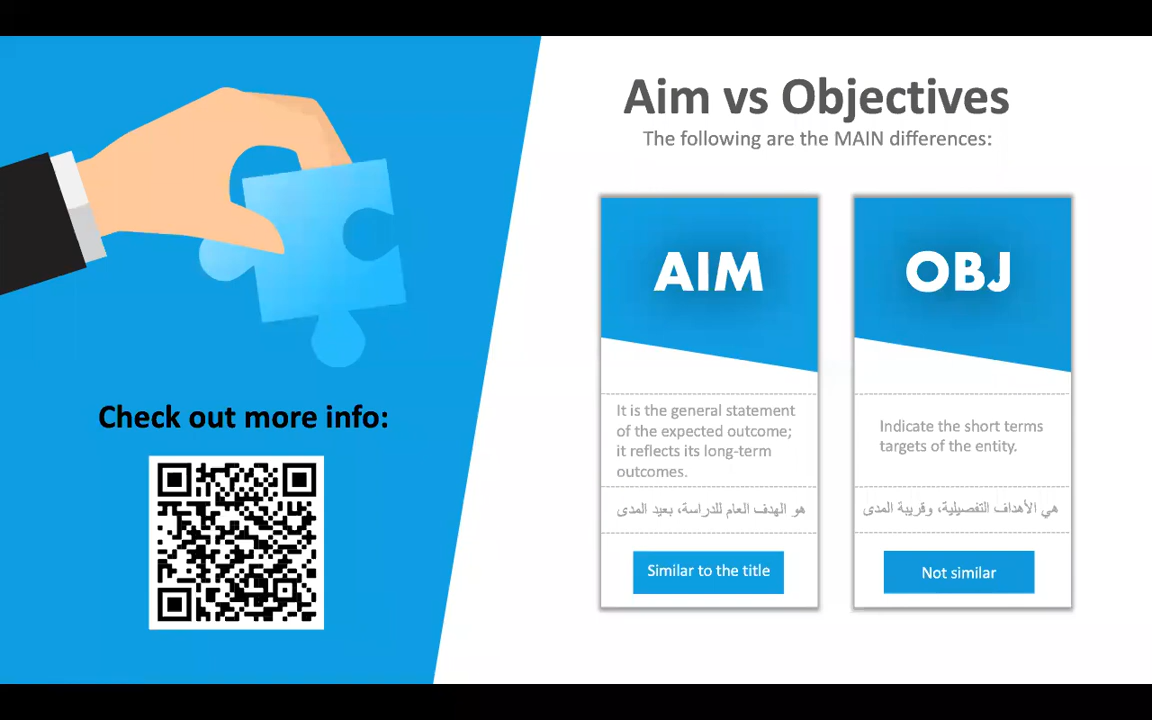 Aim vs Objectives
The following are the MAIN differences:
AIM
It is the general statement
of the expected outcome;
it reflects its long-term
outcomes.
هو الهدف العام للدراسة، بعيد المدى
Similar to the title
OBJ
Indicate the short terms
targets of the entity.
هي الأهداف التفصيلية، وقريبة المدى
Not similar
Check out more info: